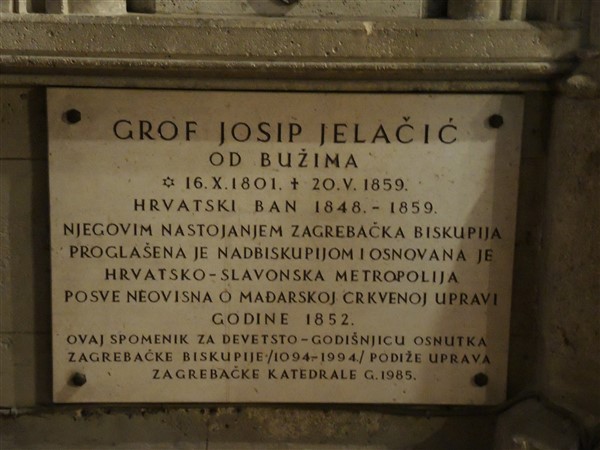 GROF JOSIP JELAČIĆ
OD BUŽIMA
✡ 16.X.1801. ✝ 20.V.1859.
HRVATSKI BAN 1848.-1859.
NJEGOVIM NASTOJANJEM ZAGREBAČKA BISKUPIJA
PROGLAŠENA JE NADBISKUPIJOM I OSNOVANA JE
HRVATSKO-SLAVONSKA METROPOLIJA
POSVE NEOVISNA O MAĐARSKOJ CRKVENOJ UPRAVI
GODINE 1852.
OVAJ SPOMENIK ZA DEVETSTO-GODIŠNJICU OSNUTKA
ZAGREBAČKE BISKUPIJE /1094.-1994./ PODIŽE UPRAVA
ZAGREBAČKE KATEDRALE G.1985.